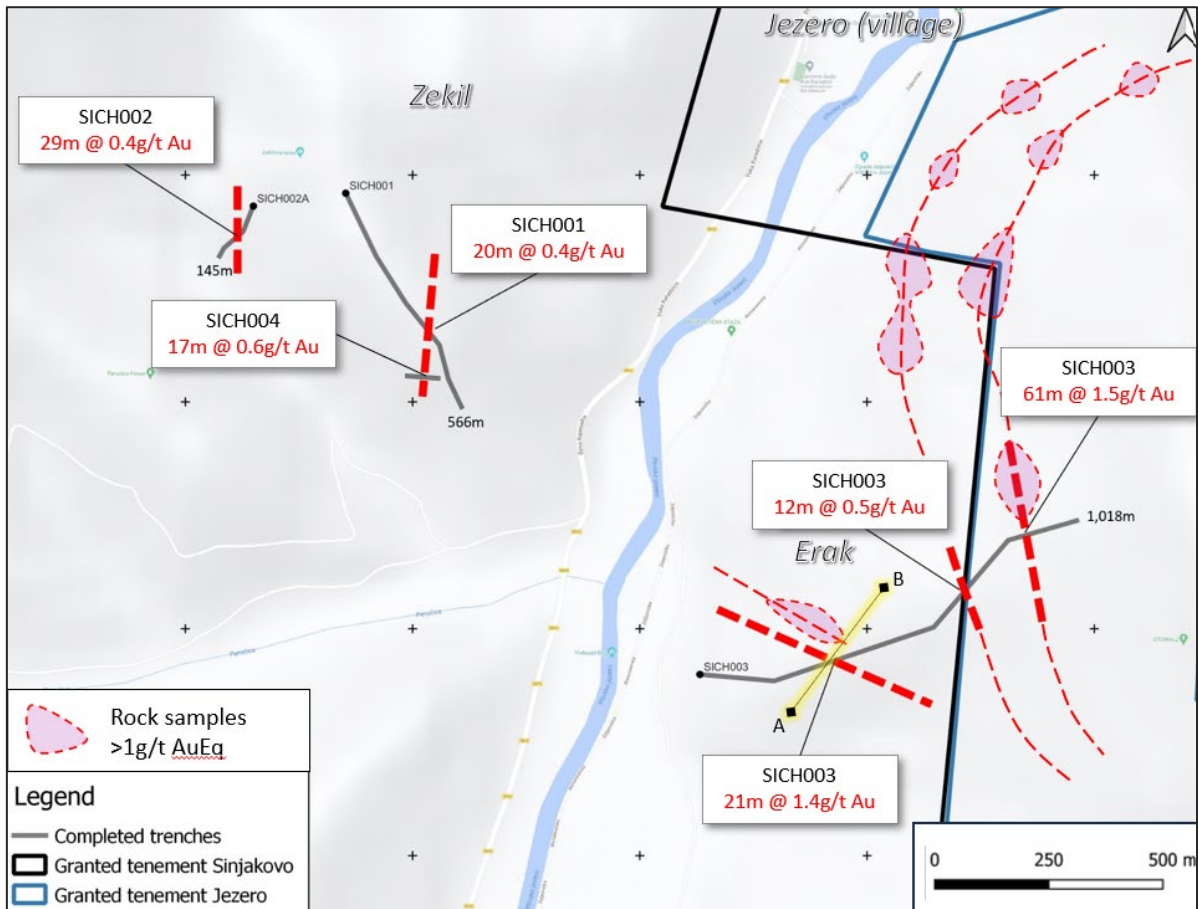 Jezero (village)
Zekil
SICH002
29m @ 0.4g/t Au
SICH002A
SICH001
145m
SICH001
20m @ 0.4g/t Au
SICH004
17m @ 0.6g/t Au
566m
SICH003
61m @ 1.5g/t Au
SICH003
12m @ 0.5g/t Au
1,018m
Erak
B
SICH003
A
SICH003
21m @ 1.4g/t Au
Paručica
Rock samples
>1g/t AuEq
Legend
Completed trenches
Granted tenement Sinjakovo
Granted tenement Jezero
0 250 500 m